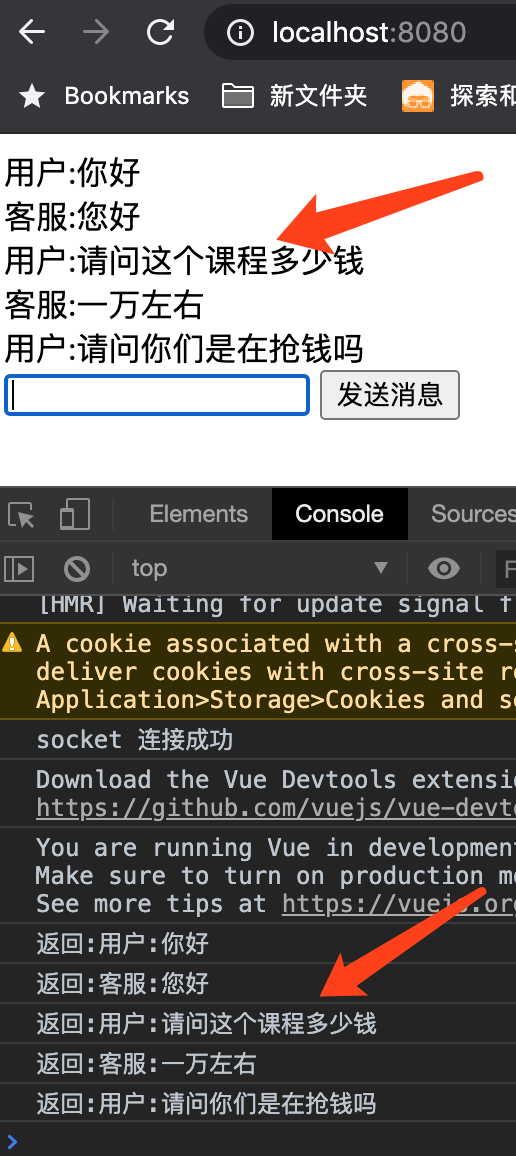 localhost:8080
Bookmarks 新文件夹 探索和
用户:你好
客服:您好
用户:请问这个课程多少钱
客服:一万左右
用户:请问你们是在抢钱吗
发送消息
Elements Console Sources
top F
[HMR] Waiting for update signal f
A cookie associated with a cross-s
deliver cookies with cross-site re
Application>Storage>Cookies and se
socket 连接成功
Download the Vue Devtools extensi
https://github.com/vuejs/vue-devt
You are running Vue in development
Make sure to turn on production mo
See more tips at https://vuejs.org
返回:用户:你好
返回:客服:您好
返回:用户:请问这个课程多少钱
返回:客服:一万左右
返回:用户:请问你们是在抢钱吗